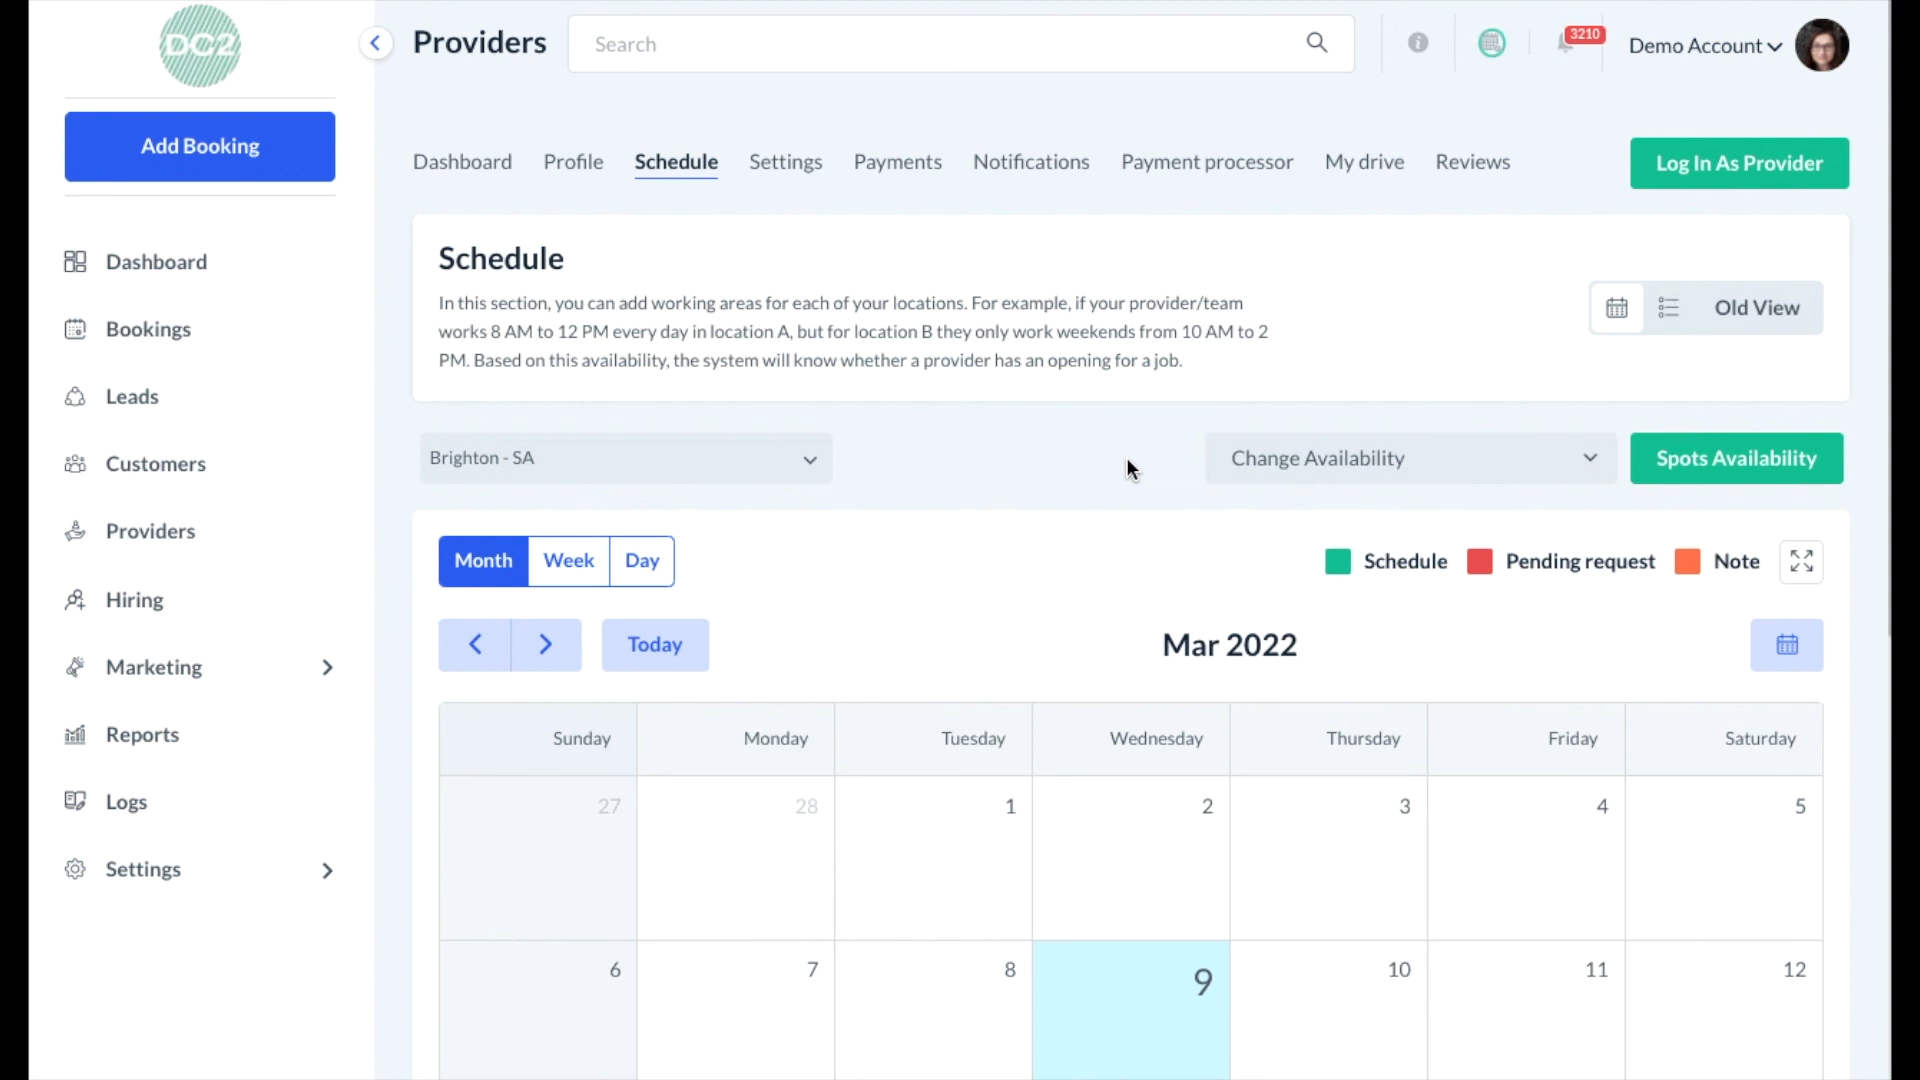 DC2
Providers
Search
3210
Demo Account
Add Booking
Dashboard
Bookings
Leads
Customers
Providers
Hiring
Marketing
Reports
Logs
Settings
Dashboard
Profile
Schedule
Settings
Payments
Notifications
Payment processor
My drive
Reviews
Log In As Provider
Schedule
In this section, you can add working areas for each of your locations. For example, if your provider/team
works 8 AM to 12 PM every day in location A, but for location B they only work weekends from 10 AM to 2
PM. Based on this availability, the system will know whether a provider has an opening for a job.
Old View
Brighton - SA
Change Availability
Spots Availability
Month
Week
Day
Schedule
Pending request
Note
Today
Mar 2022
Sunday
Monday
Tuesday
Wednesday
Thursday
Friday
Saturday
27
28
1
2
3
4
5
6
7
8
9
10
11
12